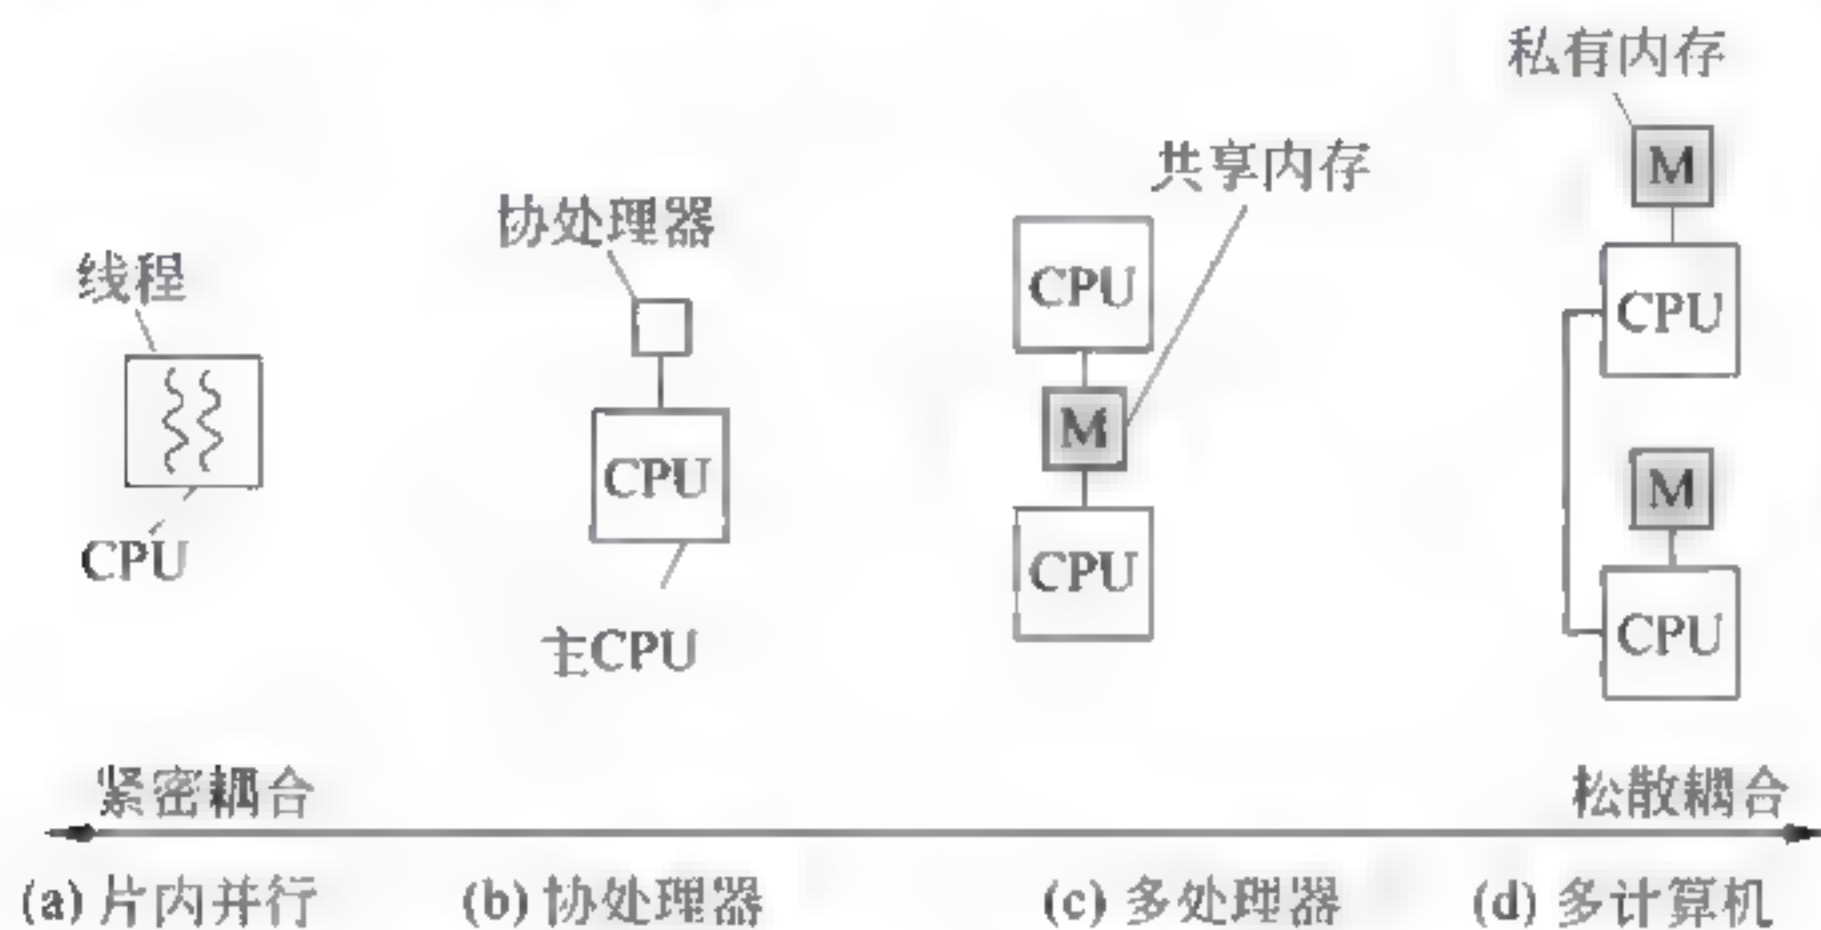 线程
CPU
协处理器
CPU
主CPU
共享内存
CPU
M
CPU
私有内存
M
CPU
M
CPU
紧密耦合
松散耦合
(a) 片内并行
(b) 协处理器
(c) 多处理器
(d) 多计算机